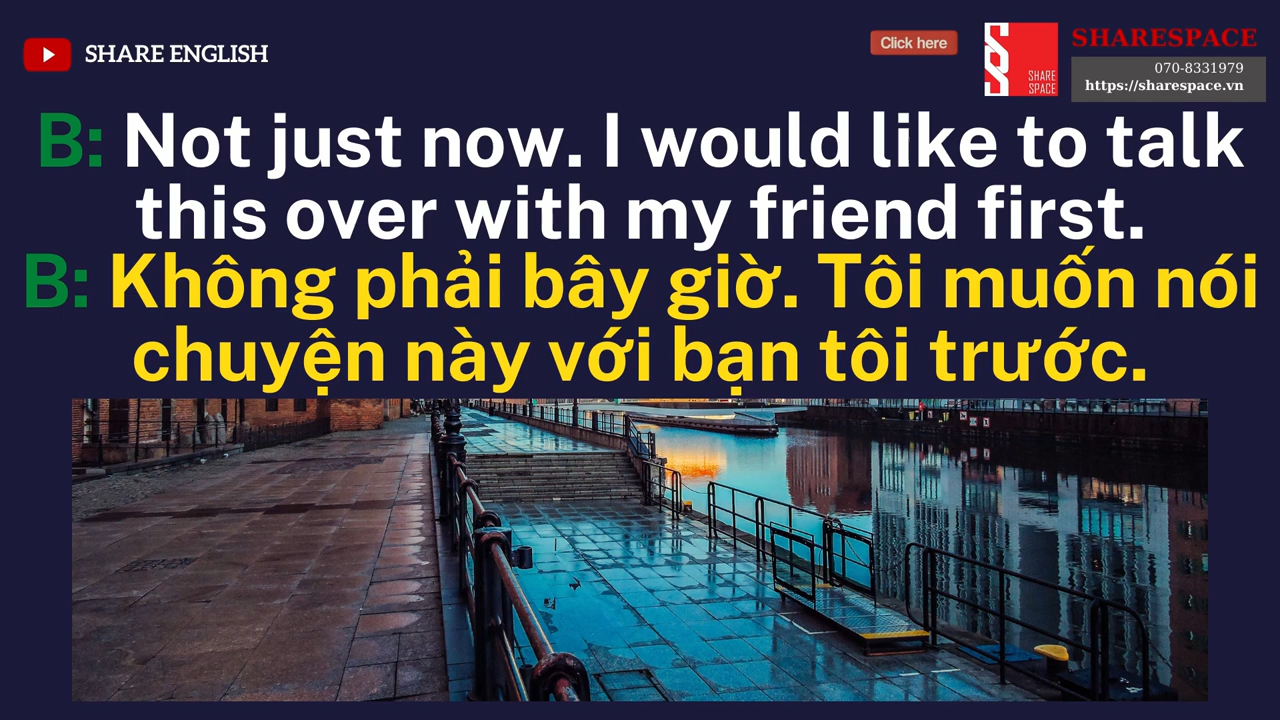 SHARE ENGLISH
Click here
SHARE
SPACE
SHARESPACE
070-8331979
https://sharespace.vn
B: Not just now. I would like to talk
this over with my friend first.
B: Không phải bây giờ. Tôi muốn nói
chuyện này với bạn tôi trước.